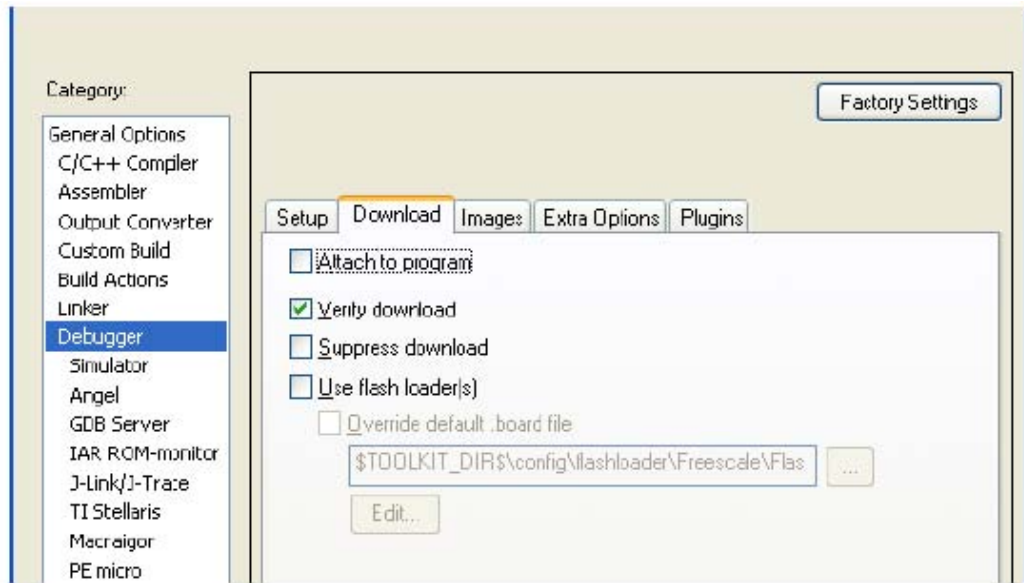 Category:
Factory Settings
General Options
C/C++ Compiler
Assembler
Output Converter
Custom Build
Build Actions
Linker
Debugger
Simulator
Angel
GDB Server
IAR ROM-monitor
J-Link/J-Trace
TI Stellaris
Macraigor
PE micro
Setup Download Images Extra Options Plugins
Attach to program
Verify download
Suppress download
Use flash loader(s)
Override default .board file
$TOOLKIT_DIR$\config\flashloader\Freescale\Flas ...
Edit...